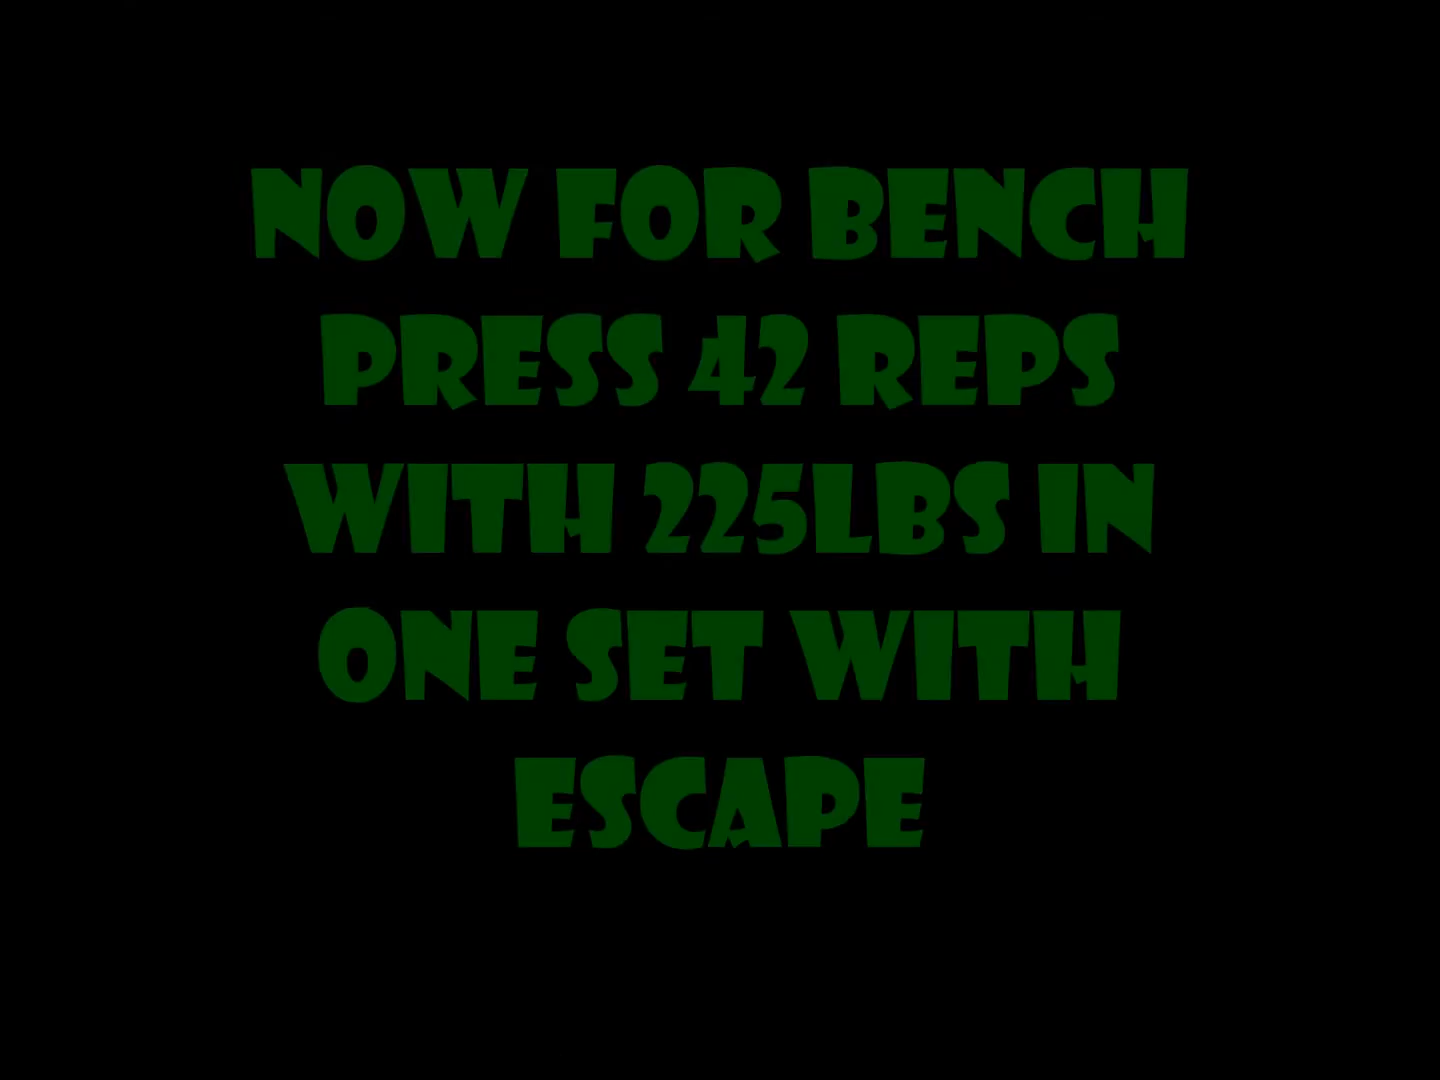 NOW FOR BENCH
PRESS 42 REPS
WITH 225LBS IN
ONE SET WITH
ESCAPE